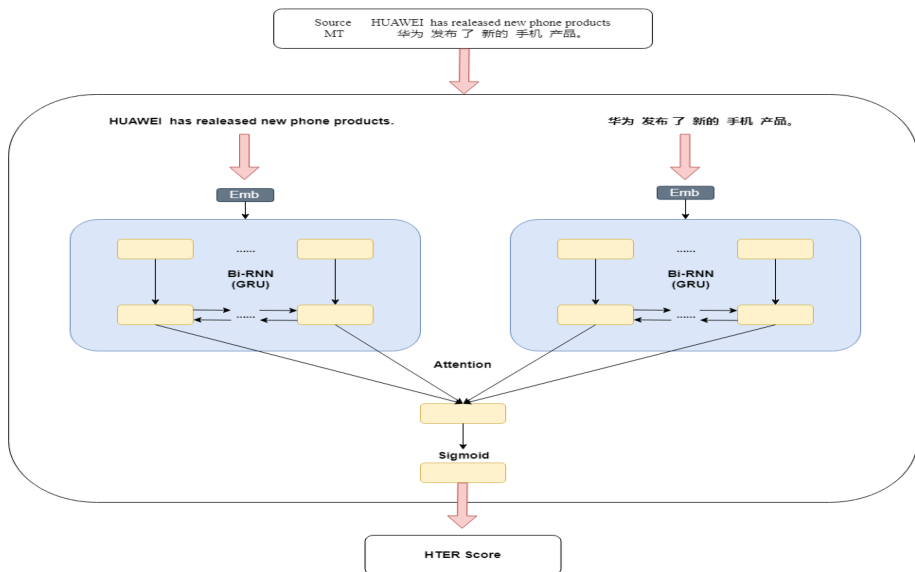 Source HUAWEI has realeased new phone products
MT 华为 发布 了 新的 手机 产品。
HUAWEI has realeased new phone products.
华为 发布 了 新的 手机 产品。
Emb
Emb
......
......
Bi-RNN
(GRU)
Bi-RNN
(GRU)
......
......
Attention
Sigmoid
HTER Score